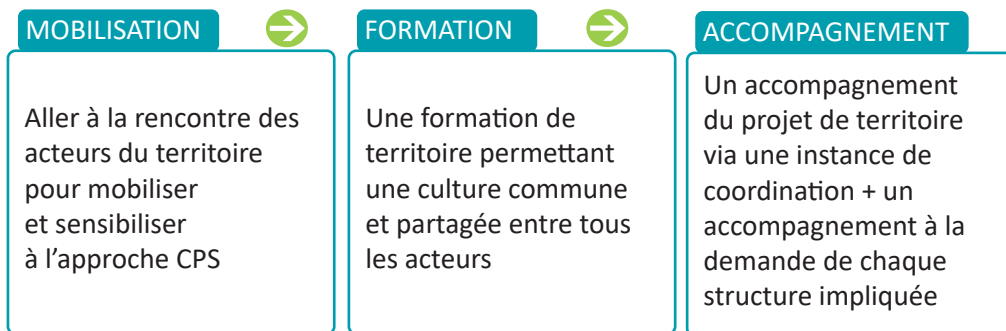 MOBILISATION
Aller à la rencontre des
acteurs du territoire
pour mobiliser
et sensibiliser
à l’approche CPS
FORMATION
Une formation de
territoire permettant
une culture commune
et partagée entre tous
les acteurs
ACCOMPAGNEMENT
Un accompagnement
du projet de territoire
via une instance de
coordination + un
accompagnement à la
demande de chaque
structure impliquée